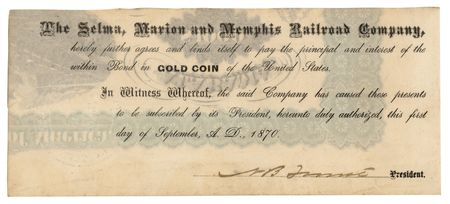 The Selma, Marion and Memphis Railroad Company,
hereby further agrees and binds itself to pay the principal and interest of the
within Bond in GOLD COIN of the United States.
In Witness Whereof, the said Company has caused these presents
to be subscribed by its President, hereunto duly authorized, this first
day of September, A. D., 1870.
N B
President.
of America